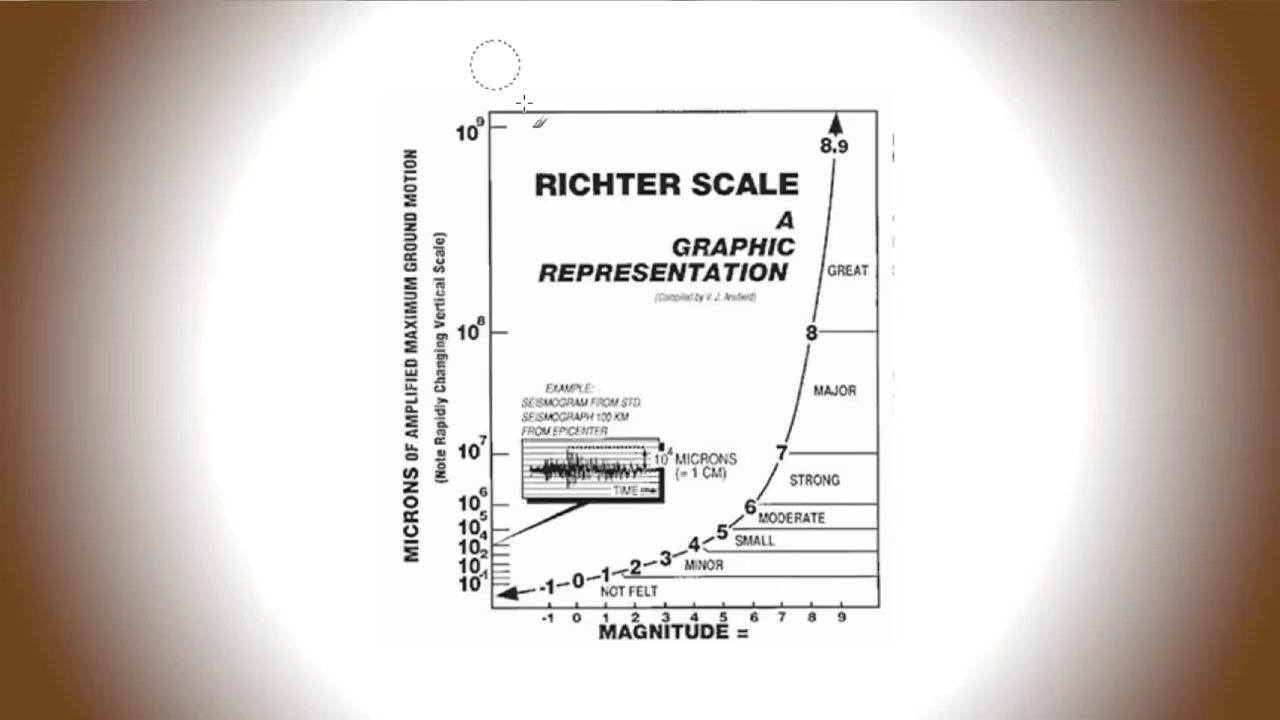 RICHTER SCALE
A
GRAPHIC
REPRESENTATION
(Compiled by V. J. Ansfield)
MICRONS OF AMPLIFIED MAXIMUM GROUND MOTION
(Note Rapidly Changing Vertical Scale)
10⁹
10⁸
10⁷
10⁶
10⁵
10⁴
10²
10
10⁻¹
EXAMPLE:
SEISMOGRAM FROM STD.
SEISMOGRAPH 100 KM
FROM EPICENTER
10⁴ MICRONS
(= 1 CM)
TIME
8.9
GREAT
8
MAJOR
7
STRONG
6
MODERATE
5
SMALL
4
MINOR
3
2
1
0
-1
NOT FELT
-1 0 1 2 3 4 5 6 7 8 9
MAGNITUDE =